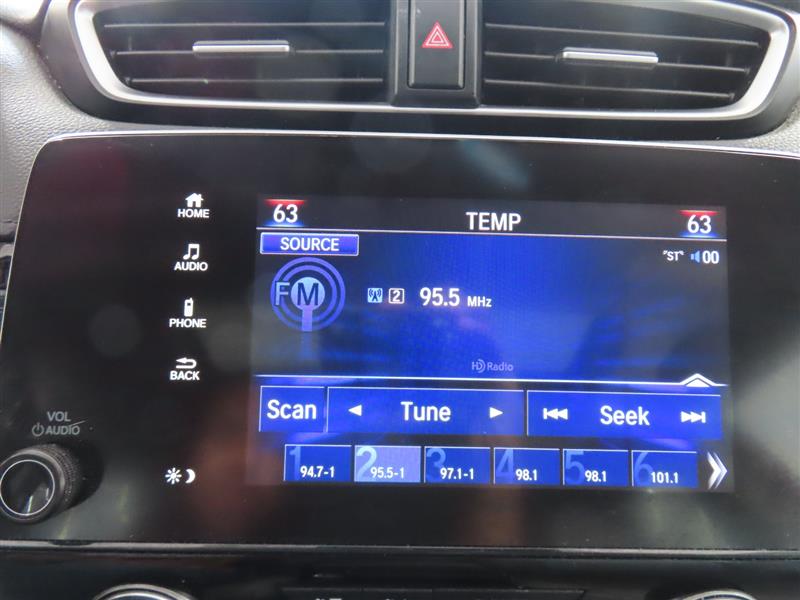 HOME
AUDIO
PHONE
BACK
VOL
AUDIO
63 TEMP 63
SOURCE
"ST" 00
FM
2 95.5 MHz
HD Radio
Scan Tune Seek
1 2 3 4 5 6
94.7-1 95.5-1 97.1-1 98.1 98.1 101.1